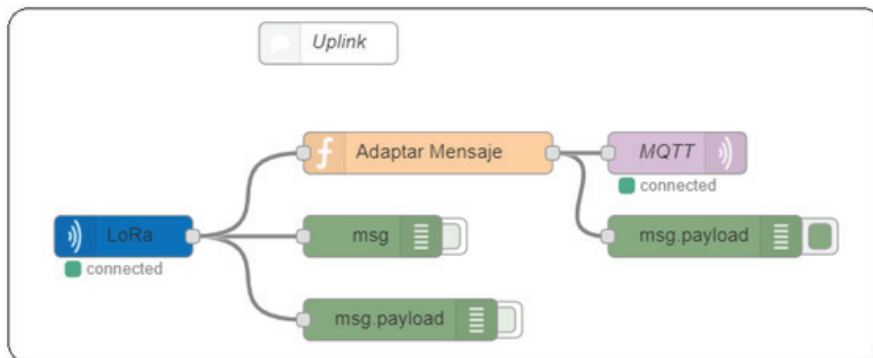 Uplink
Adaptar Mensaje
MQTT
connected
LoRa
msg
msg.payload
connected
msg.payload